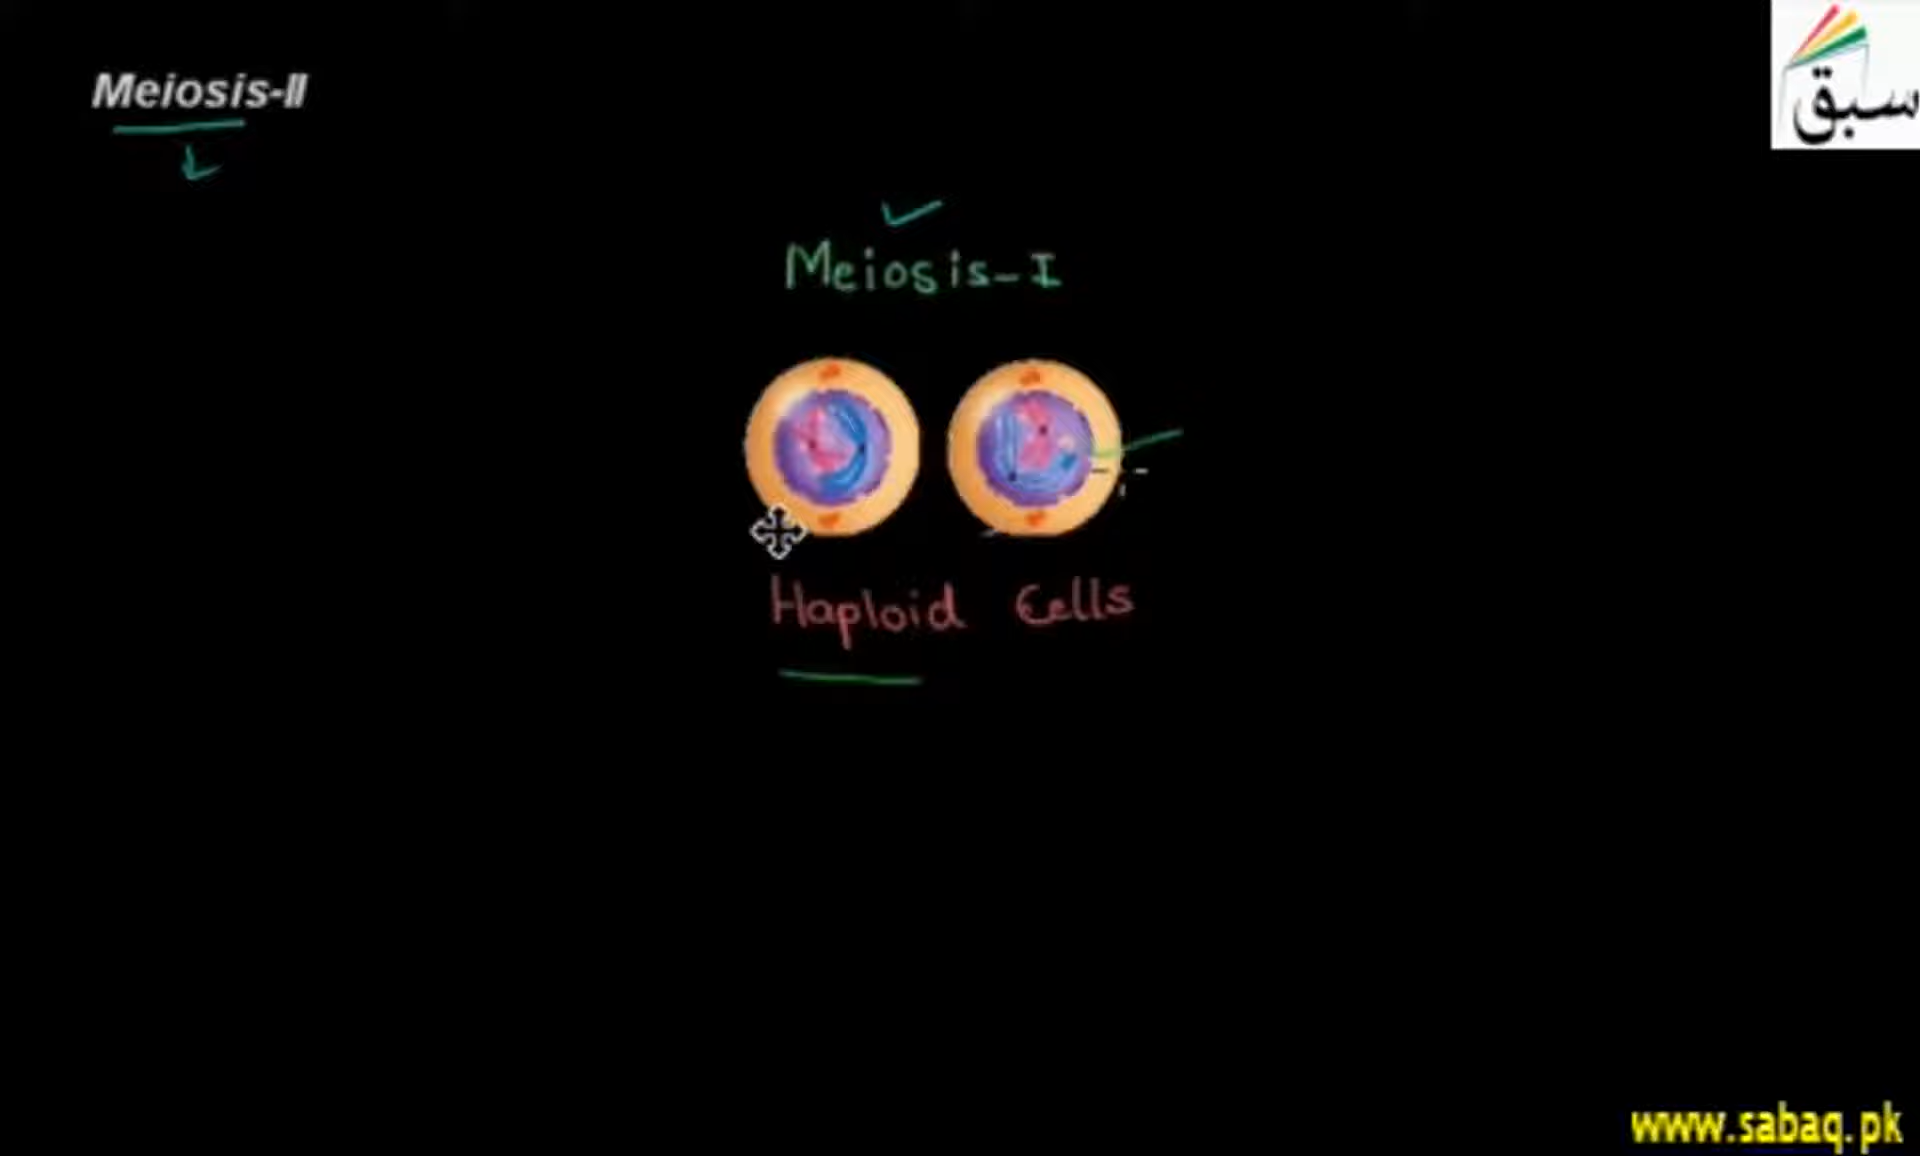 Meiosis-II
سبق
Meiosis-I
Haploid Cells
www.sabaq.pk